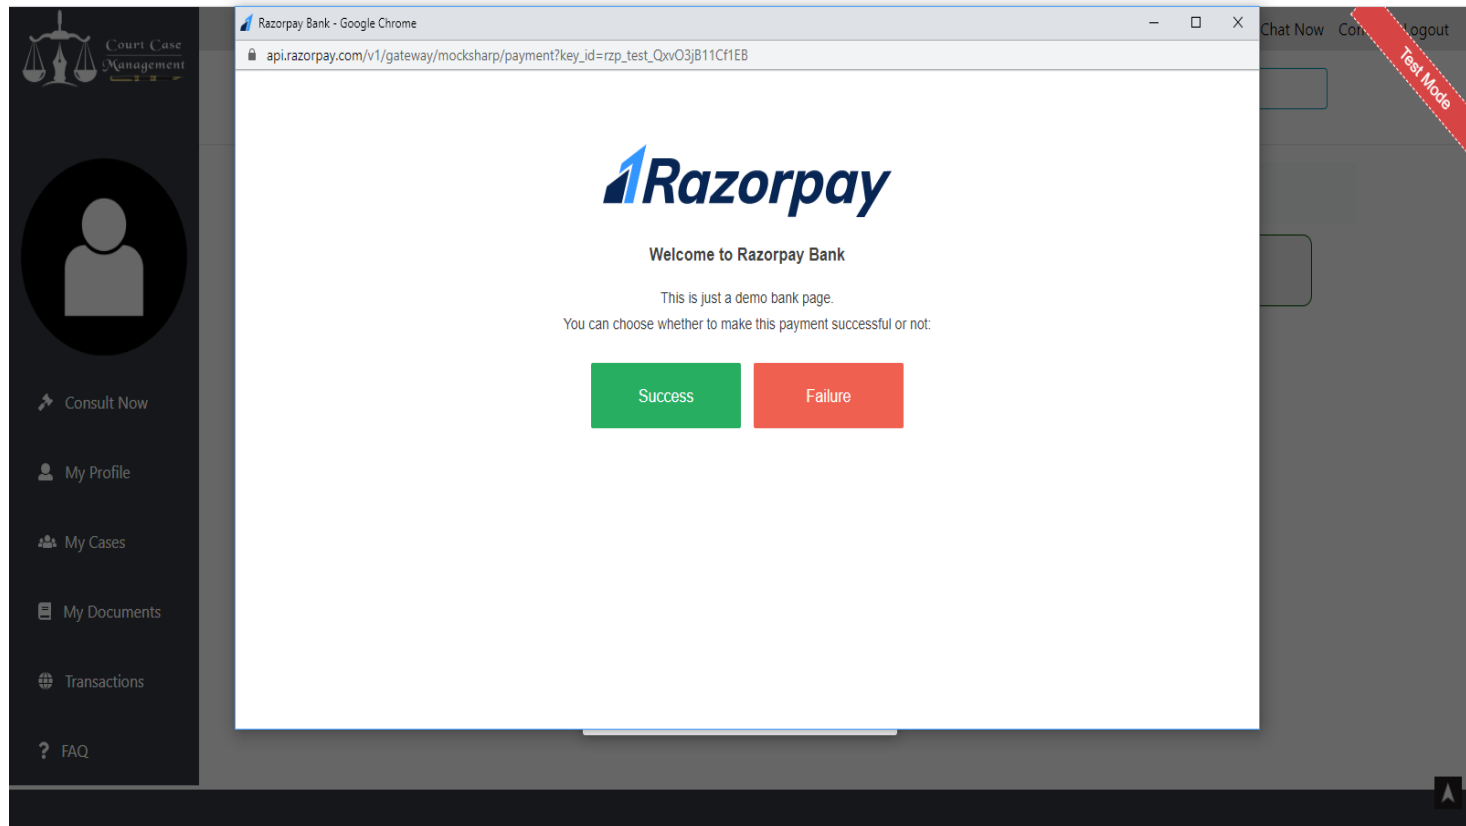 Court Case
Management
Razorpay Bank - Google Chrome
api.razorpay.com/v1/gateway/mocksharp/payment?key_id=rzp_test_QxvO3jB11Cf1EB
Chat Now
Test Mode
Razorpay
Welcome to Razorpay Bank
This is just a demo bank page.
You can choose whether to make this payment successful or not:
Success Failure
Consult Now
My Profile
My Cases
My Documents
Transactions
? FAQ